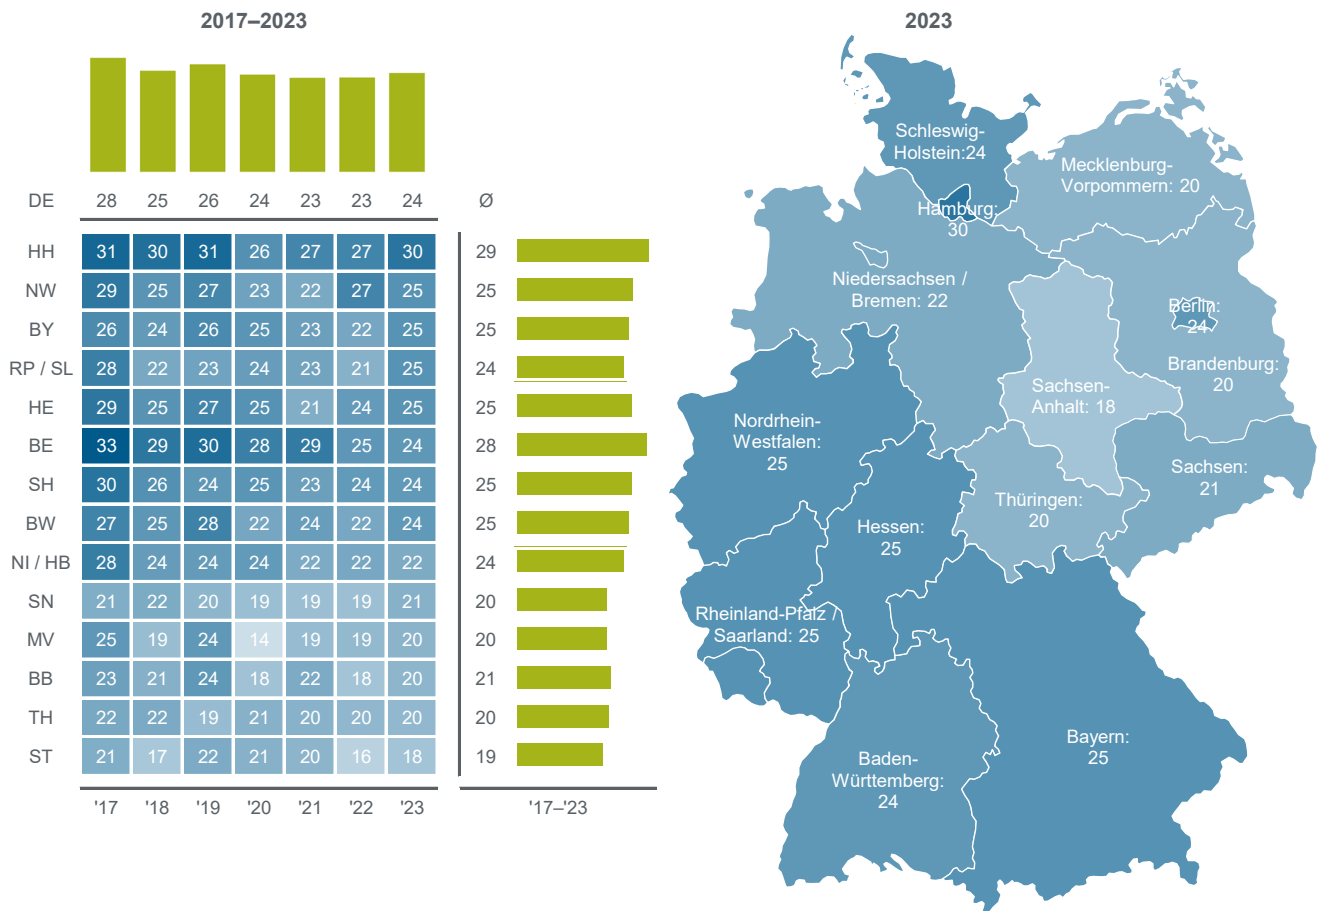 2017–2023
DE 28 25 26 24 23 23 24 Ø
HH 31 30 31 26 27 27 30 29
NW 29 25 27 23 22 27 25 25
BY 26 24 26 25 23 22 25 25
RP / SL 28 22 23 24 23 21 25 24
HE 29 25 27 25 21 24 25 25
BE 33 29 30 28 29 25 24 28
SH 30 26 24 25 23 24 24 25
BW 27 25 28 22 24 22 24 25
NI / HB 28 24 24 24 22 22 22 24
SN 21 22 20 19 19 19 21 20
MV 25 19 24 14 19 19 20 20
BB 23 21 24 18 22 18 20 21
TH 22 22 19 21 20 20 20 20
ST 21 17 22 21 20 16 18 19
'17 '18 '19 '20 '21 '22 '23 '17–'23
2023
Schleswig-
Holstein:24
Mecklenburg-
Vorpommern: 20
Hamburg:
30
Niedersachsen /
Bremen: 22
Berlin:
24
Brandenburg:
20
Sachsen-
Anhalt: 18
Nordrhein-
Westfalen:
25
Sachsen:
21
Thüringen:
20
Hessen:
25
Rheinland-Pfalz /
Saarland: 25
Bayern:
25
Baden-
Württemberg:
24